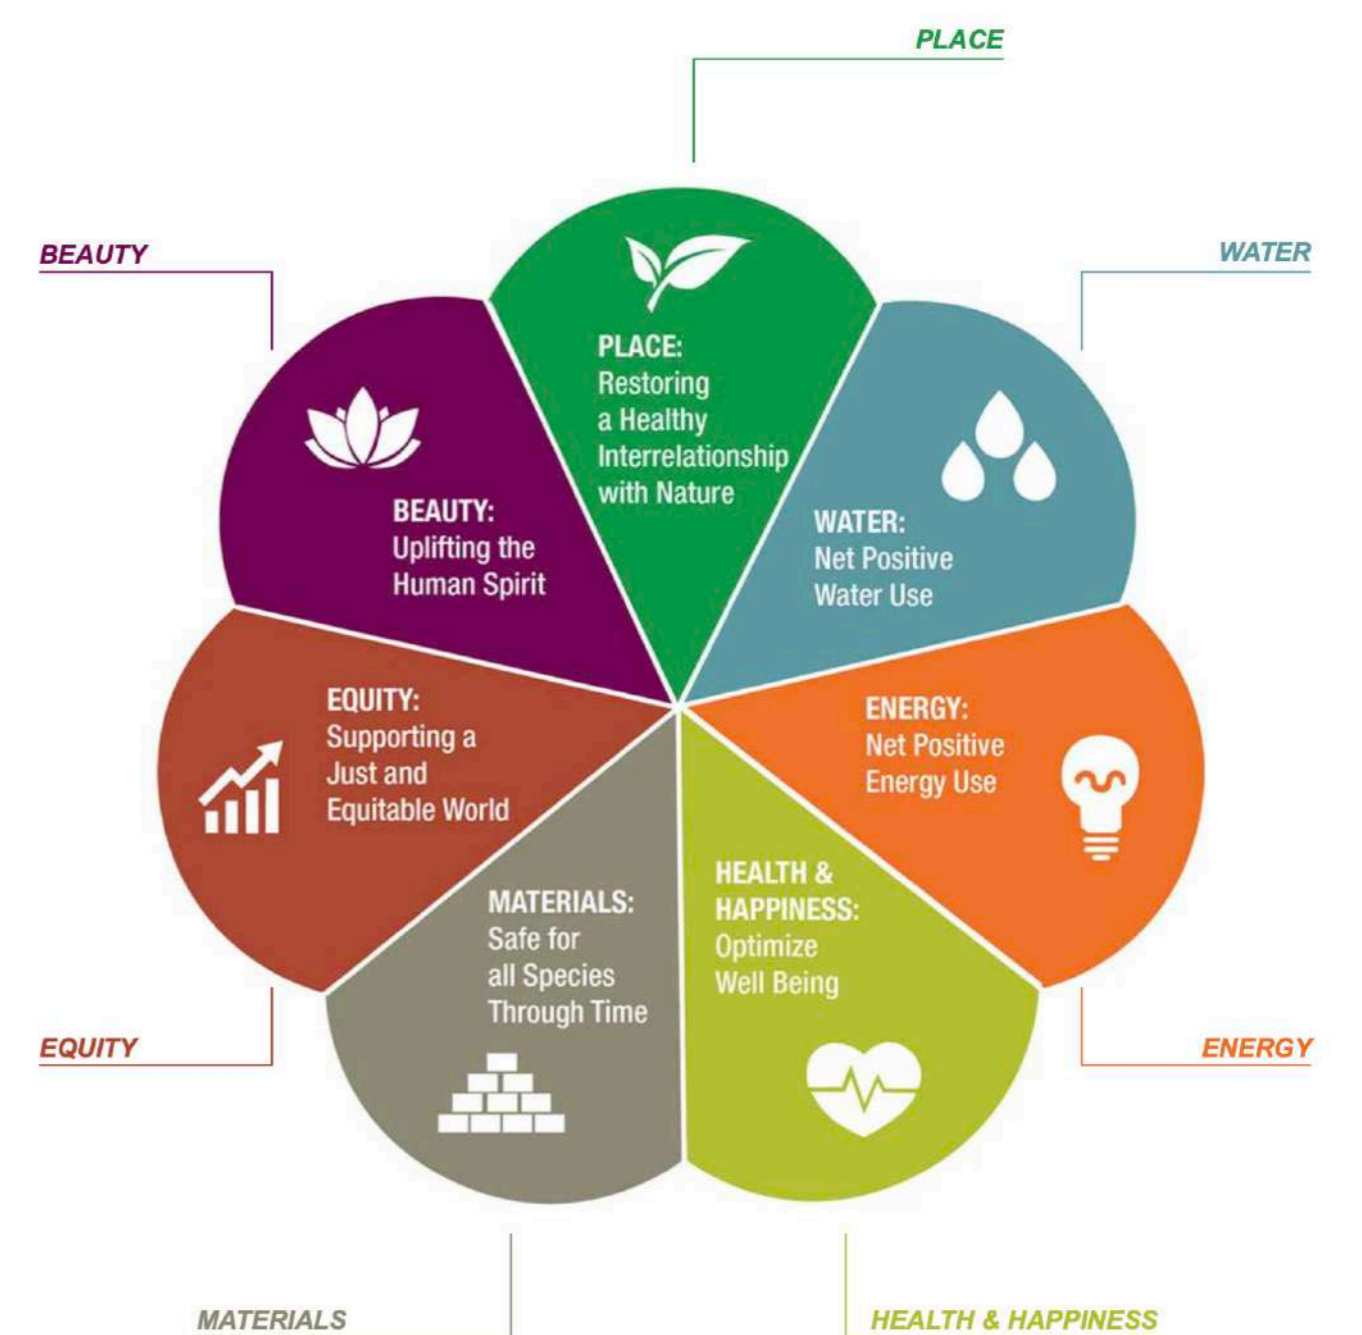 PLACE
BEAUTY
WATER
PLACE:
Restoring
a Healthy
Interrelationship
with Nature
BEAUTY:
Uplifting the
Human Spirit
WATER:
Net Positive
Water Use
EQUITY:
Supporting a
Just and
Equitable World
ENERGY:
Net Positive
Energy Use
MATERIALS:
Safe for
all Species
Through Time
HEALTH &
HAPPINESS:
Optimize
Well Being
EQUITY
ENERGY
MATERIALS
HEALTH & HAPPINESS